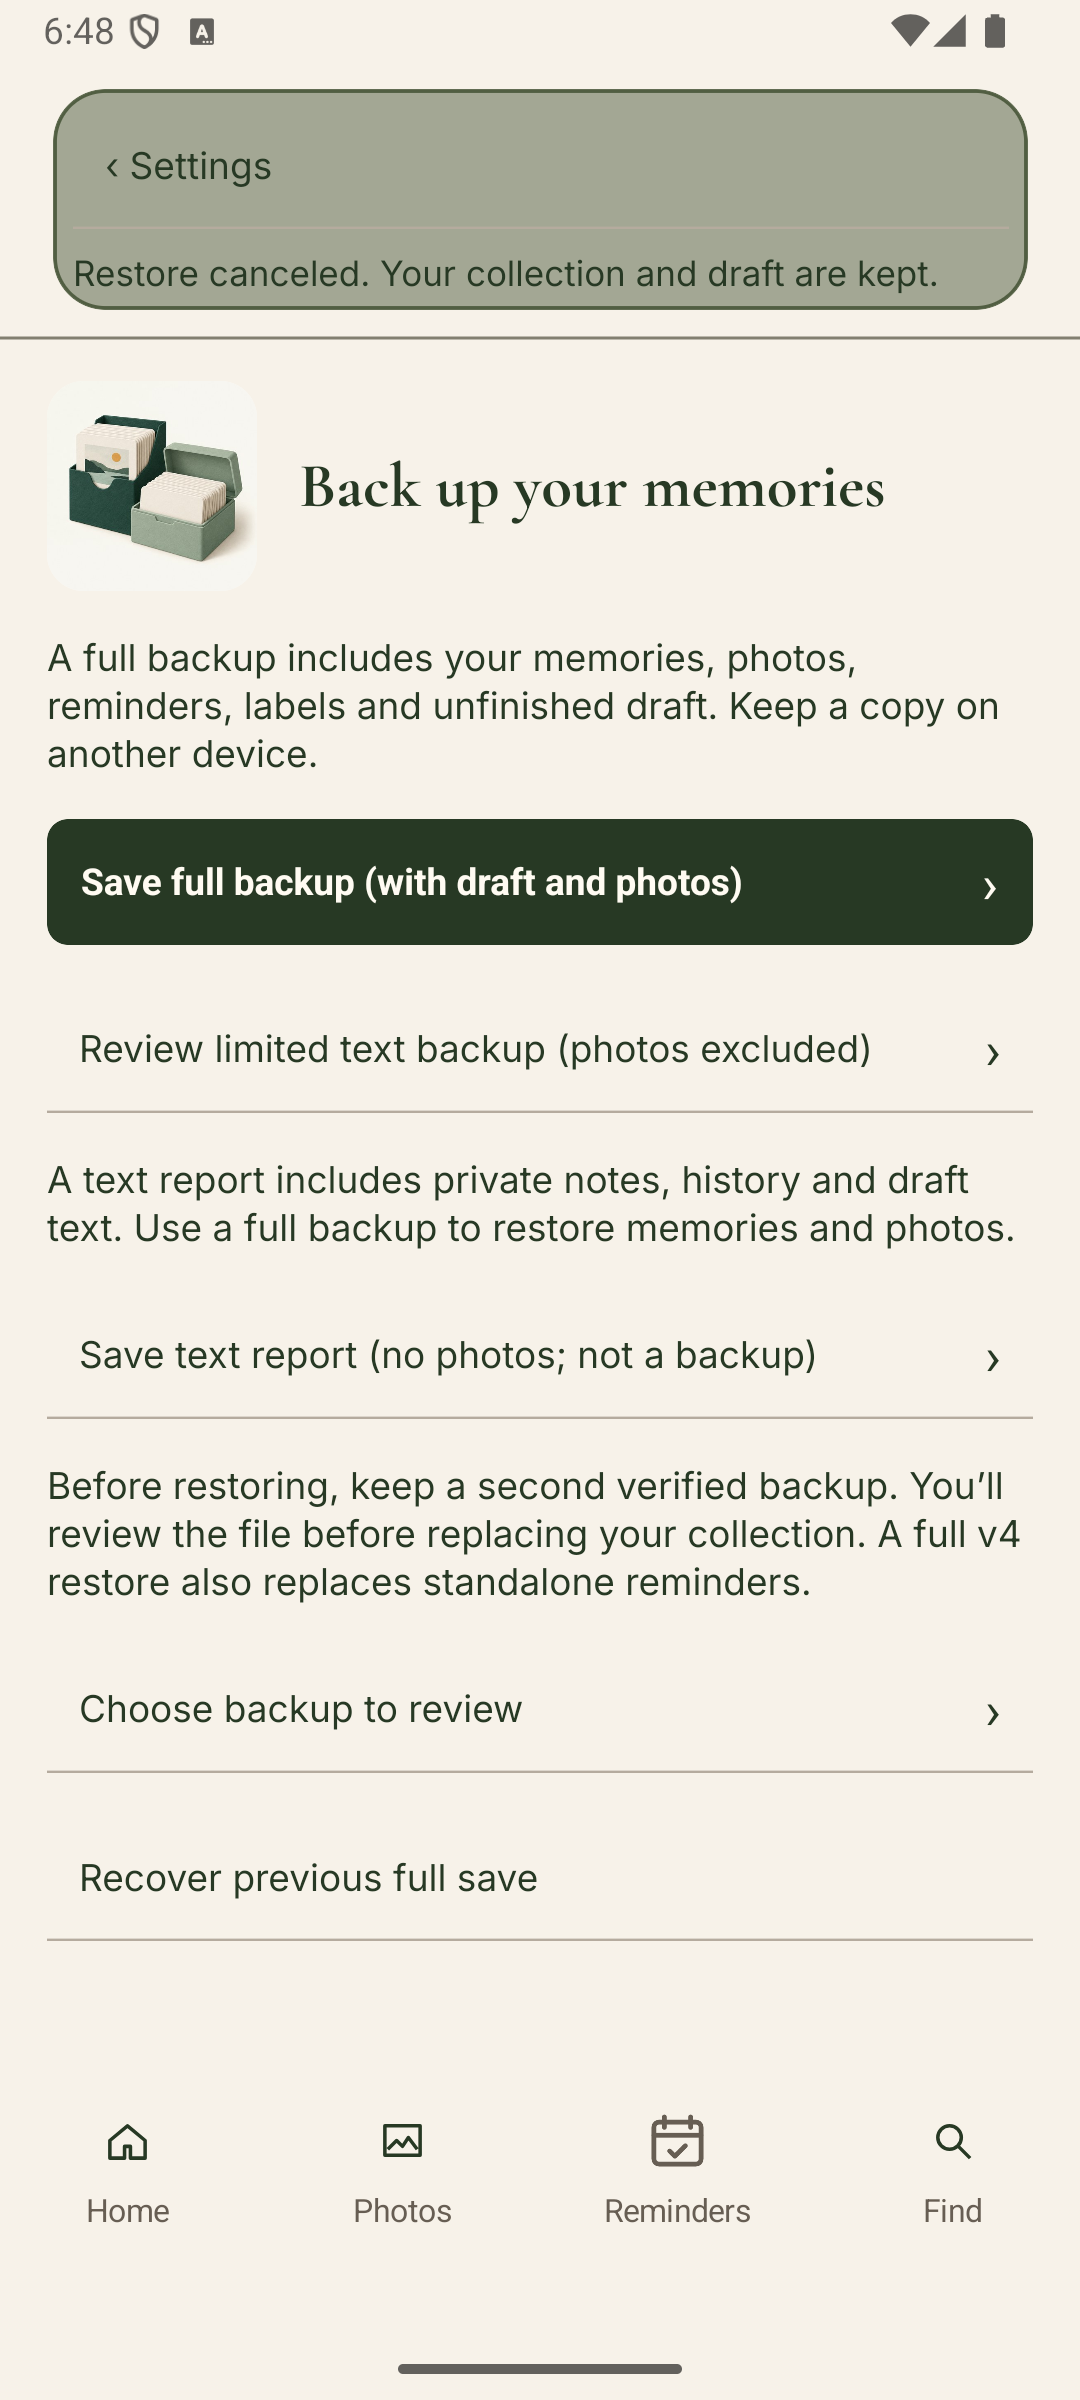 6:48
A
‹ Settings
Restore canceled. Your collection and draft are kept.
Back up your memories
A full backup includes your memories, photos,
reminders, labels and unfinished draft. Keep a copy on
another device.
Save full backup (with draft and photos) ›
Review limited text backup (photos excluded) ›
A text report includes private notes, history and draft
text. Use a full backup to restore memories and photos.
Save text report (no photos; not a backup) ›
Before restoring, keep a second verified backup. You’ll
review the file before replacing your collection. A full v4
restore also replaces standalone reminders.
Choose backup to review ›
Recover previous full save
Home Photos Reminders Find